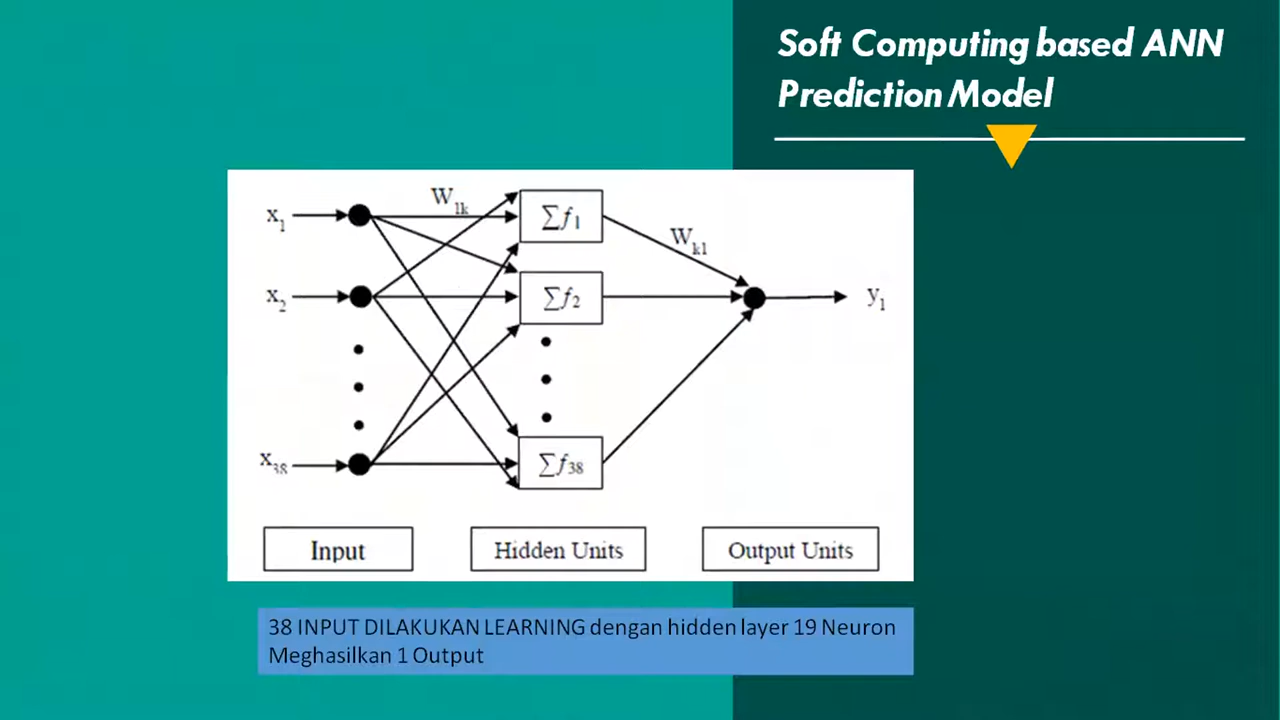 Soft Computing based ANN
Prediction Model
x1
W1k
∑f1
Wk1
x2
∑f2
y1
x38
∑f38
Input
Hidden Units
Output Units
38 INPUT DILAKUKAN LEARNING dengan hidden layer 19 Neuron
Meghasilkan 1 Output